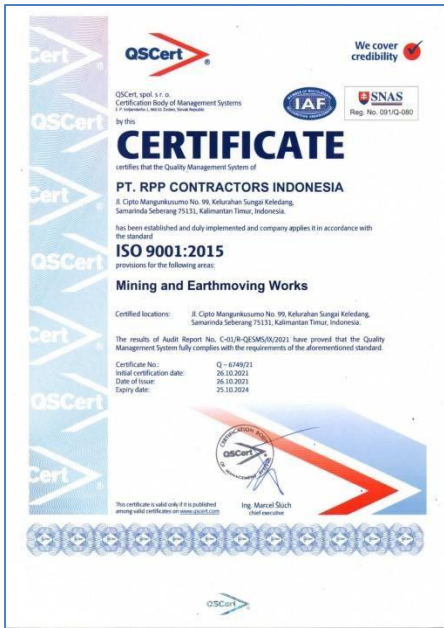 QSCert®
We cover
credibility
QSCert, spol. s r. o.
Certification Body of Management Systems
IAF
SNAS
Reg. No. 091/Q-080
by this
CERTIFICATE
certifies that the Quality Management System of
PT. RPP CONTRACTORS INDONESIA
Jl. Cipto Mangunkusumo No. 99, Kelurahan Sungai Keledang,
Samarinda Seberang 75131, Kalimantan Timur, Indonesia.
has been established and duly implemented and company applies it in accordance with
the standard
ISO 9001:2015
provisions for the following areas:
Mining and Earthmoving Works
Certified locations: Jl. Cipto Mangunkusumo No. 99, Kelurahan Sungai Keledang,
Samarinda Seberang 75131, Kalimantan Timur, Indonesia.
The results of Audit Report No. C-01/R-QESMS/IX/2021 have proved that the Quality
Management System fully complies with the requirements of the aforementioned standard.
Certificate No.: Q – 6749/21
Initial certification date: 26.10.2021
Date of Issue: 26.10.2021
Expiry date: 25.10.2024
CERTIFICATION BODY
QSCert
This certificate is valid only if it is published
among valid certificates on www.qscert.com
Ing. Marcel Šlúch
chief executive
QSCert